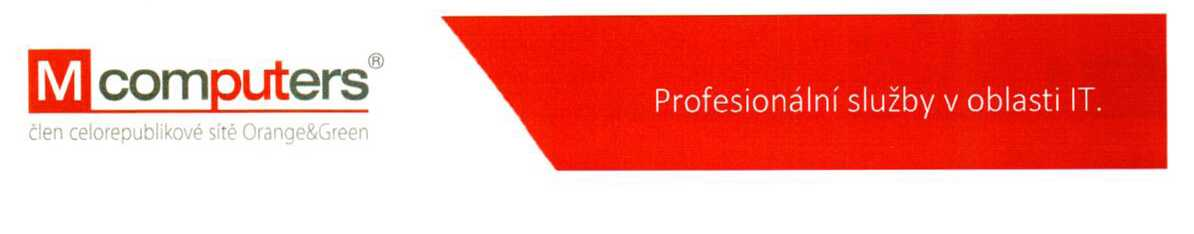 M computers®
člen celorepublikové sítě Orange&Green
Profesionální služby v oblasti IT.